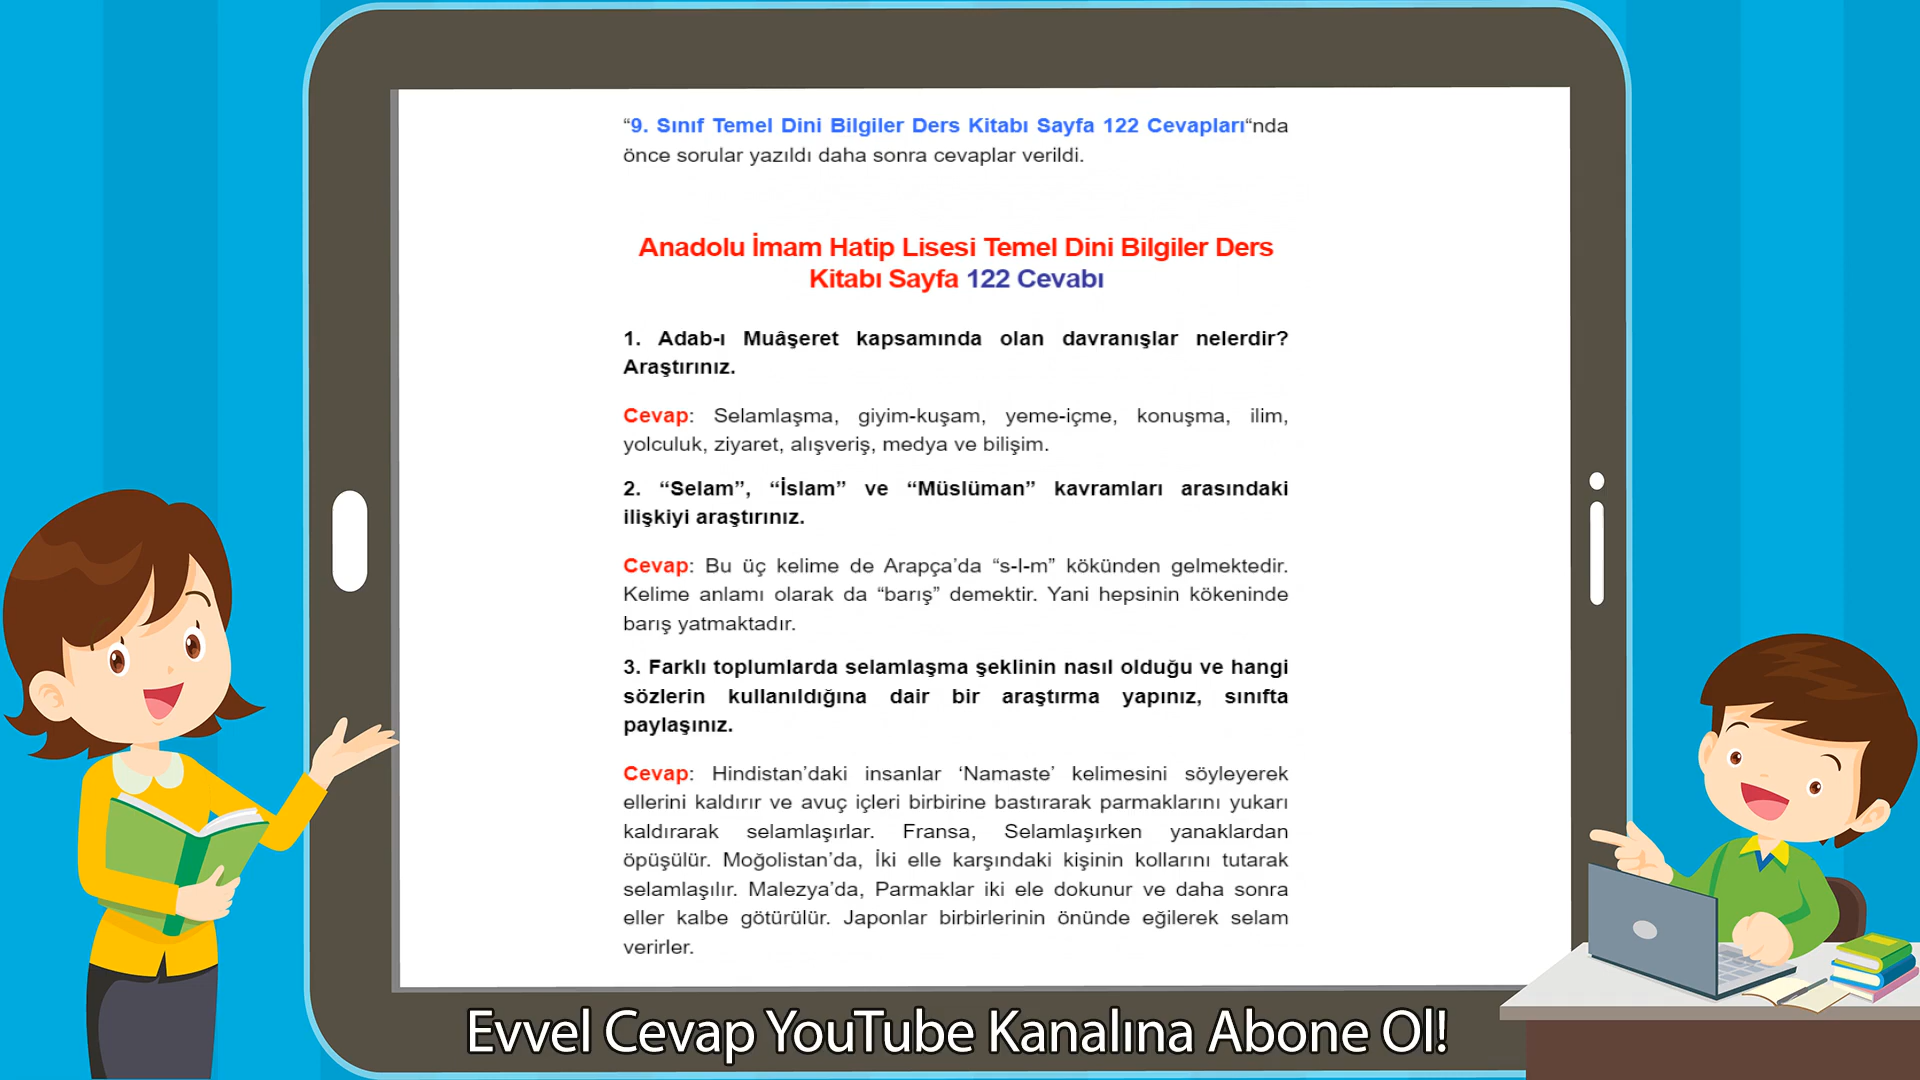 “9. Sınıf Temel Dini Bilgiler Ders Kitabı Sayfa 122 Cevapları“nda
önce sorular yazıldı daha sonra cevaplar verildi.
Anadolu İmam Hatip Lisesi Temel Dini Bilgiler Ders
Kitabı Sayfa 122 Cevabı
1. Adab-ı Muâşeret kapsamında olan davranışlar nelerdir?
Araştırınız.
Cevap: Selamlaşma, giyim-kuşam, yeme-içme, konuşma, ilim,
yolculuk, ziyaret, alışveriş, medya ve bilişim.
2. “Selam”, “İslam” ve “Müslüman” kavramları arasındaki
ilişkiyi araştırınız.
Cevap: Bu üç kelime de Arapça’da “s-l-m” kökünden gelmektedir.
Kelime anlamı olarak da “barış” demektir. Yani hepsinin kökeninde
barış yatmaktadır.
3. Farklı toplumlarda selamlaşma şeklinin nasıl olduğu ve hangi
sözlerin kullanıldığına dair bir araştırma yapınız, sınıfta
paylaşınız.
Cevap: Hindistan’daki insanlar ‘Namaste’ kelimesini söyleyerek
ellerini kaldırır ve avuç içleri birbirine bastırarak parmaklarını yukarı
kaldırarak selamlaşırlar. Fransa, Selamlaşırken yanaklardan
öpüşülür. Moğolistan’da, İki elle karşındaki kişinin kollarını tutarak
selamlaşılır. Malezya’da, Parmaklar iki ele dokunur ve daha sonra
eller kalbe götürülür. Japonlar birbirlerinin önünde eğilerek selam
verirler.
Evvel Cevap YouTube Kanalına Abone Ol!